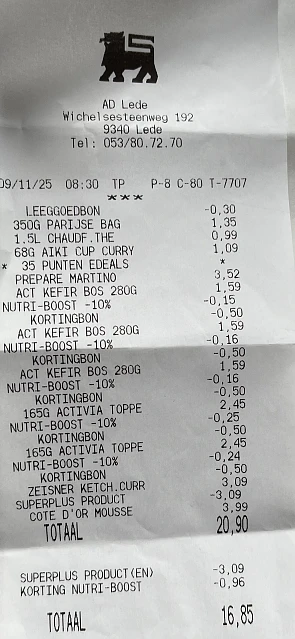 AD Lede
Wichelsesteenweg 192
9340 Lede
Tel: 053/80.72.70
09/11/25 08:30 TP P-8 C-80 T-7707
***
LEEGGOEDBON -0,30
350G PARIJSE BAG 1,35
1.5L CHAUDF.THE 0,99
68G AIKI CUP CURRY 1,09
* 35 PUNTEN EDEALS *
PREPARE MARTINO 3,52
ACT KEFIR BOS 280G 1,59
NUTRI-BOOST -10% -0,15
KORTINGBON -0,50
ACT KEFIR BOS 280G 1,59
NUTRI-BOOST -10% -0,16
KORTINGBON -0,50
ACT KEFIR BOS 280G 1,59
NUTRI-BOOST -10% -0,16
KORTINGBON -0,50
165G ACTIVIA TOPPE 2,45
NUTRI-BOOST -10% -0,25
KORTINGBON -0,50
165G ACTIVIA TOPPE 2,45
NUTRI-BOOST -10% -0,24
KORTINGBON -0,50
ZEISNER KETCH.CURR 3,09
SUPERPLUS PRODUCT -3,09
COTE D'OR MOUSSE 3,99
TOTAAL 20,90
SUPERPLUS PRODUCT(EN) -3,09
KORTING NUTRI-BOOST -0,96
TOTAAL 16,85